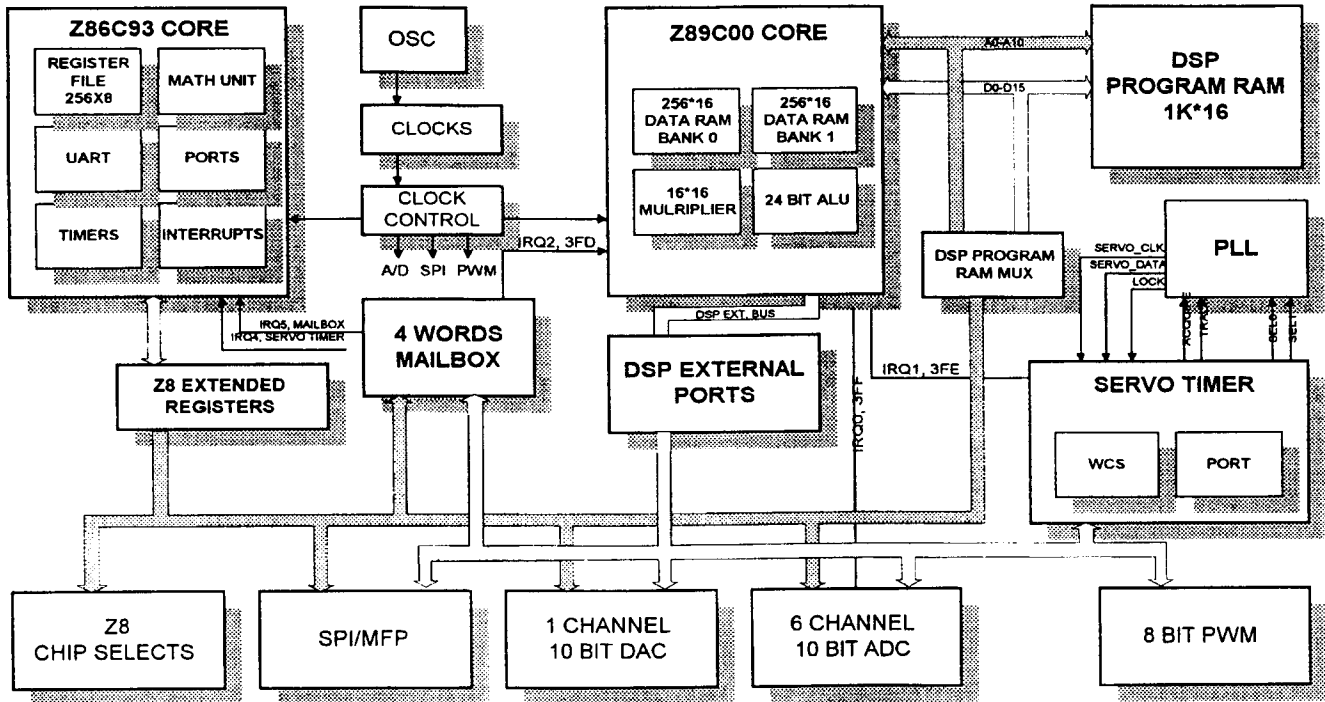 Z86C93 CORE
REGISTER
FILE
256X8
MATH UNIT
UART
PORTS
TIMERS
INTERRUPTS
OSC
CLOCKS
CLOCK
CONTROL
A/D SPI PWM
IRQ2, 3FD
Z89C00 CORE
256*16
DATA RAM
BANK 0
256*16
DATA RAM
BANK 1
16*16
MULRIPLIER
24 BIT ALU
A0-A10
D0-D15
DSP
PROGRAM RAM
1K*16
DSP PROGRAM
RAM MUX
SERVO_CLK
SERVO_DATA
LOCK
PLL
ACQUIRE
TRACK
SEL0
SEL1
IRQ5, MAILBOX
IRQ4, SERVO TIMER
4 WORDS
MAILBOX
DSP EXT. BUS
DSP EXTERNAL
PORTS
IRQ0, 3FF
IRQ1, 3FE
Z8 EXTENDED
REGISTERS
SERVO TIMER
WCS
PORT
Z8
CHIP SELECTS
SPI/MFP
1 CHANNEL
10 BIT DAC
6 CHANNEL
10 BIT ADC
8 BIT PWM